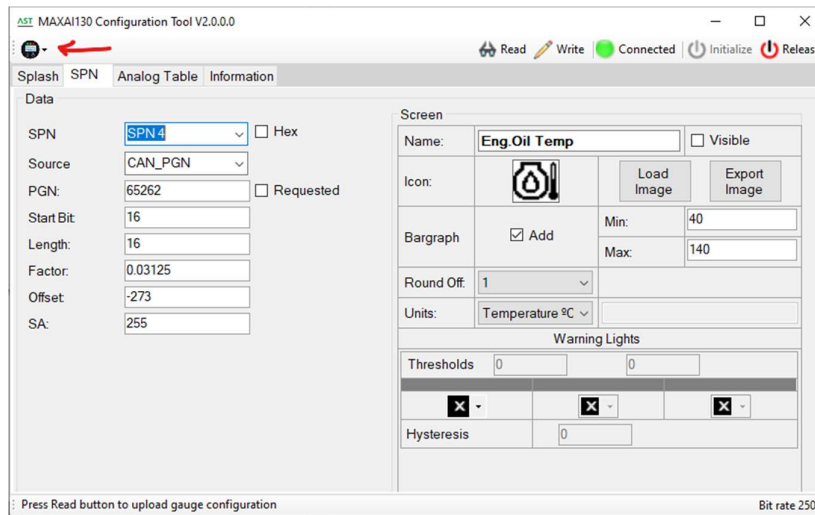 AST MAXAI130 Configuration Tool V2.0.0.0
Read Write Connected Initialize Releas
Splash SPN Analog Table Information
Data
SPN SPN 4 Hex
Source CAN_PGN
PGN: 65262 Requested
Start Bit: 16
Length: 16
Factor: 0.03125
Offset: -273
SA: 255
Screen
Name: Eng.Oil Temp Visible
Icon: Load Image Export Image
Bargraph Add Min: 40
Max: 140
Round Off: 1
Units: Temperature ºC
Warning Lights
Thresholds 0 0
Hysteresis 0
Press Read button to upload gauge configuration Bit rate 250